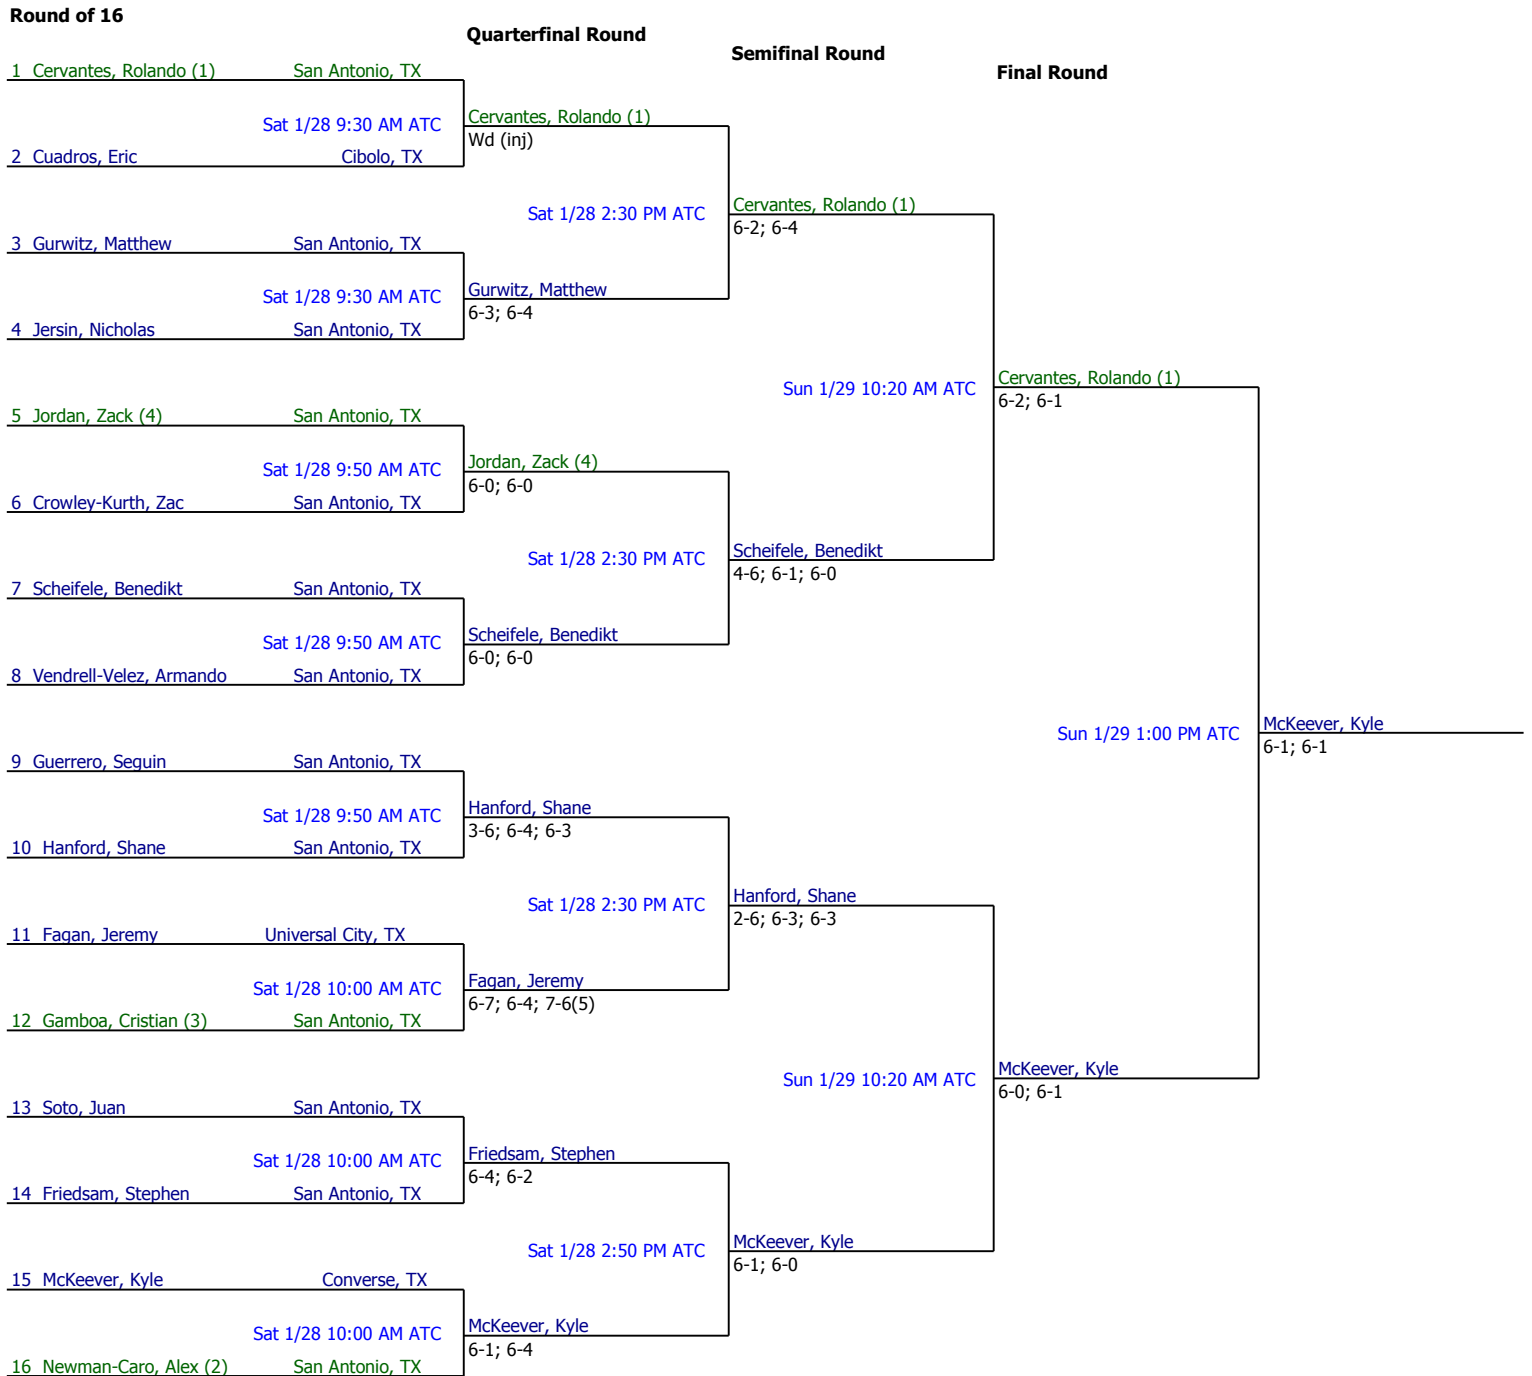 Round of 16
Quarterfinal Round
Semifinal Round
Final Round
1 Cervantes, Rolando (1) San Antonio, TX
Sat 1/28 9:30 AM ATC
Cervantes, Rolando (1)
Wd (inj)
2 Cuadros, Eric Cibolo, TX
Sat 1/28 2:30 PM ATC
Cervantes, Rolando (1)
6-2; 6-4
3 Gurwitz, Matthew San Antonio, TX
Sat 1/28 9:30 AM ATC
Gurwitz, Matthew
6-3; 6-4
4 Jersin, Nicholas San Antonio, TX
Sun 1/29 10:20 AM ATC
Cervantes, Rolando (1)
6-2; 6-1
5 Jordan, Zack (4) San Antonio, TX
Sat 1/28 9:50 AM ATC
Jordan, Zack (4)
6-0; 6-0
6 Crowley-Kurth, Zac San Antonio, TX
Sat 1/28 2:30 PM ATC
Scheifele, Benedikt
4-6; 6-1; 6-0
7 Scheifele, Benedikt San Antonio, TX
Sat 1/28 9:50 AM ATC
Scheifele, Benedikt
6-0; 6-0
8 Vendrell-Velez, Armando San Antonio, TX
Sun 1/29 1:00 PM ATC
McKeever, Kyle
6-1; 6-1
9 Guerrero, Seguin San Antonio, TX
Sat 1/28 9:50 AM ATC
Hanford, Shane
3-6; 6-4; 6-3
10 Hanford, Shane San Antonio, TX
Sat 1/28 2:30 PM ATC
Hanford, Shane
2-6; 6-3; 6-3
11 Fagan, Jeremy Universal City, TX
Sat 1/28 10:00 AM ATC
Fagan, Jeremy
6-7; 6-4; 7-6(5)
12 Gamboa, Cristian (3) San Antonio, TX
Sun 1/29 10:20 AM ATC
McKeever, Kyle
6-0; 6-1
13 Soto, Juan San Antonio, TX
Sat 1/28 10:00 AM ATC
Friedsam, Stephen
6-4; 6-2
14 Friedsam, Stephen San Antonio, TX
Sat 1/28 2:50 PM ATC
McKeever, Kyle
6-1; 6-0
15 McKeever, Kyle Converse, TX
Sat 1/28 10:00 AM ATC
McKeever, Kyle
6-1; 6-4
16 Newman-Caro, Alex (2) San Antonio, TX